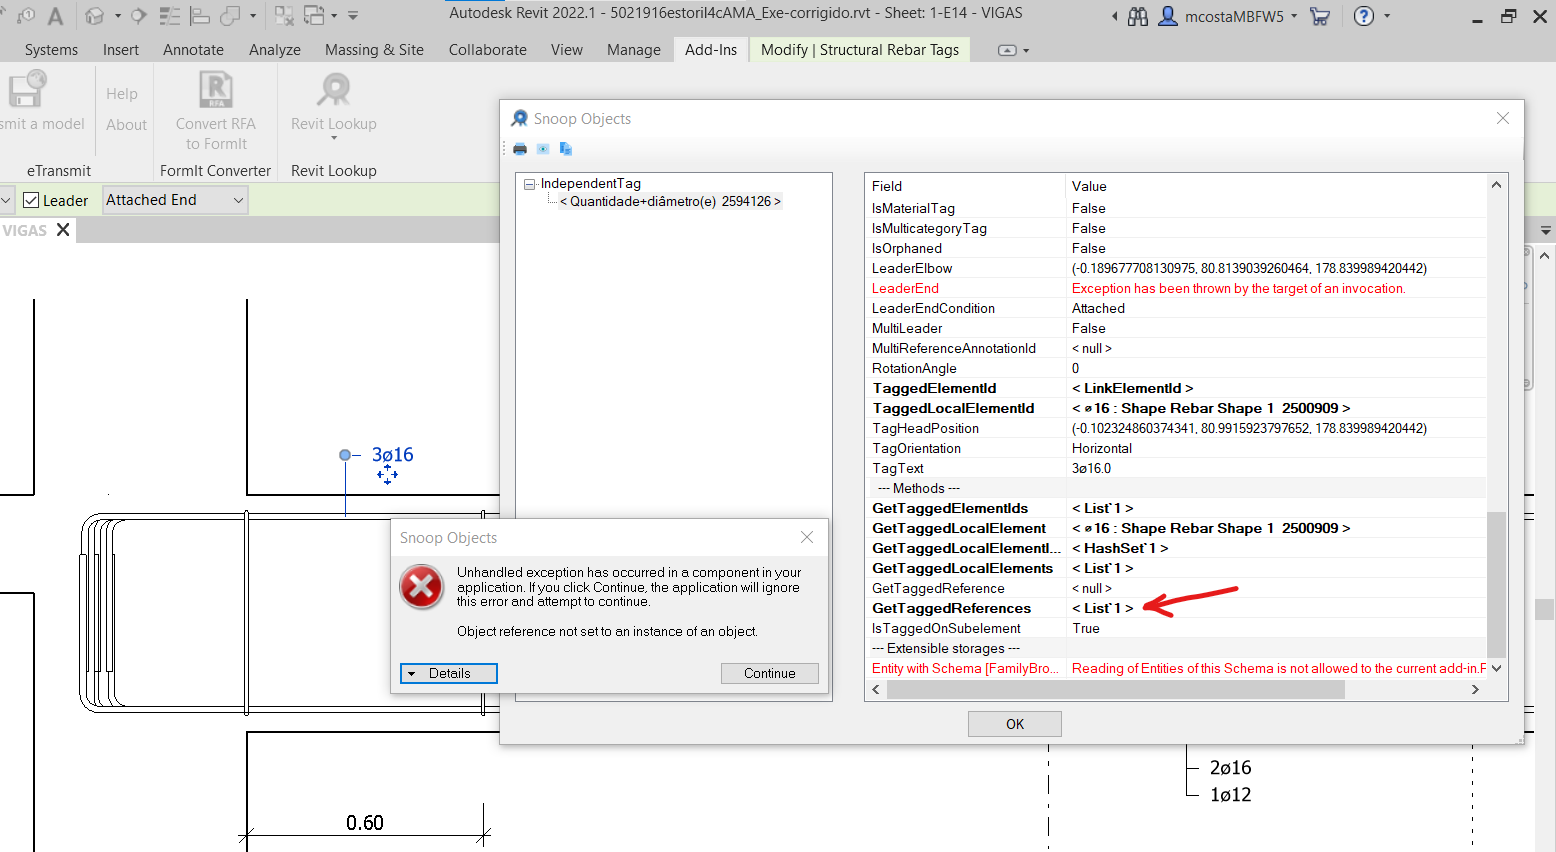 Autodesk Revit 2022.1 - 5021916estoril4cAMA_Exe-corrigido.rvt - Sheet: 1-E14 - VIGAS
mcostaMBFW5
Systems Insert Annotate Analyze Massing & Site Collaborate View Manage Add-Ins Modify | Structural Rebar Tags
smit a model
Help
About
RFA
Convert RFA
to FormIt
Revit Lookup
eTransmit
FormIt Converter
Revit Lookup
Leader
Attached End
VIGAS
Snoop Objects
IndependentTag
< Quantidade+diâmetro(e) 2594126 >
Field Value
IsMaterialTag False
IsMulticategoryTag False
IsOrphaned False
LeaderElbow (-0.189677708130975, 80.8139039260464, 178.839989420442)
LeaderEnd Exception has been thrown by the target of an invocation.
LeaderEndCondition Attached
MultiLeader False
MultiReferenceAnnotationId < null >
RotationAngle 0
TaggedElementId < LinkElementId >
TaggedLocalElementId < ø16 : Shape Rebar Shape 1 2500909 >
TagHeadPosition (-0.102324860374341, 80.9915923797652, 178.839989420442)
TagOrientation Horizontal
TagText 3ø16.0
--- Methods ---
GetTaggedElementIds < List`1 >
GetTaggedLocalElement < ø16 : Shape Rebar Shape 1 2500909 >
GetTaggedLocalElementI... < HashSet`1 >
GetTaggedLocalElements < List`1 >
GetTaggedReference < null >
GetTaggedReferences < List`1 >
IsTaggedOnSubelement True
--- Extensible storages ---
Entity with Schema [FamilyBro... Reading of Entities of this Schema is not allowed to the current add-in.F
OK
3ø16
Snoop Objects
Unhandled exception has occurred in a component in your
application. If you click Continue, the application will ignore
this error and attempt to continue.
Object reference not set to an instance of an object.
Details
Continue
2ø16
1ø12
0.60